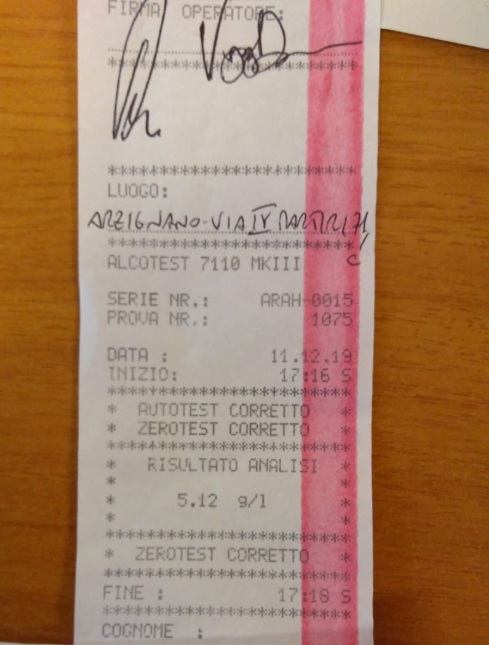 FIRMA OPERATORE:
****************************
****************************
LUOGO:
ARZIGNANO-VIA IV MARTIRI 71,
C
****************************
ALCOTEST 7110 MKIII
SERIE NR.: ARAH-0015
PROVA NR.: 1075
DATA : 11.12.19
INIZIO: 17:16 S
****************************
* AUTOTEST CORRETTO *
* ZEROTEST CORRETTO *
****************************
* RISULTATO ANALISI *
* *
* 5.12 g/l *
* *
****************************
* ZEROTEST CORRETTO *
****************************
FINE : 17:18 S
****************************
COGNOME :